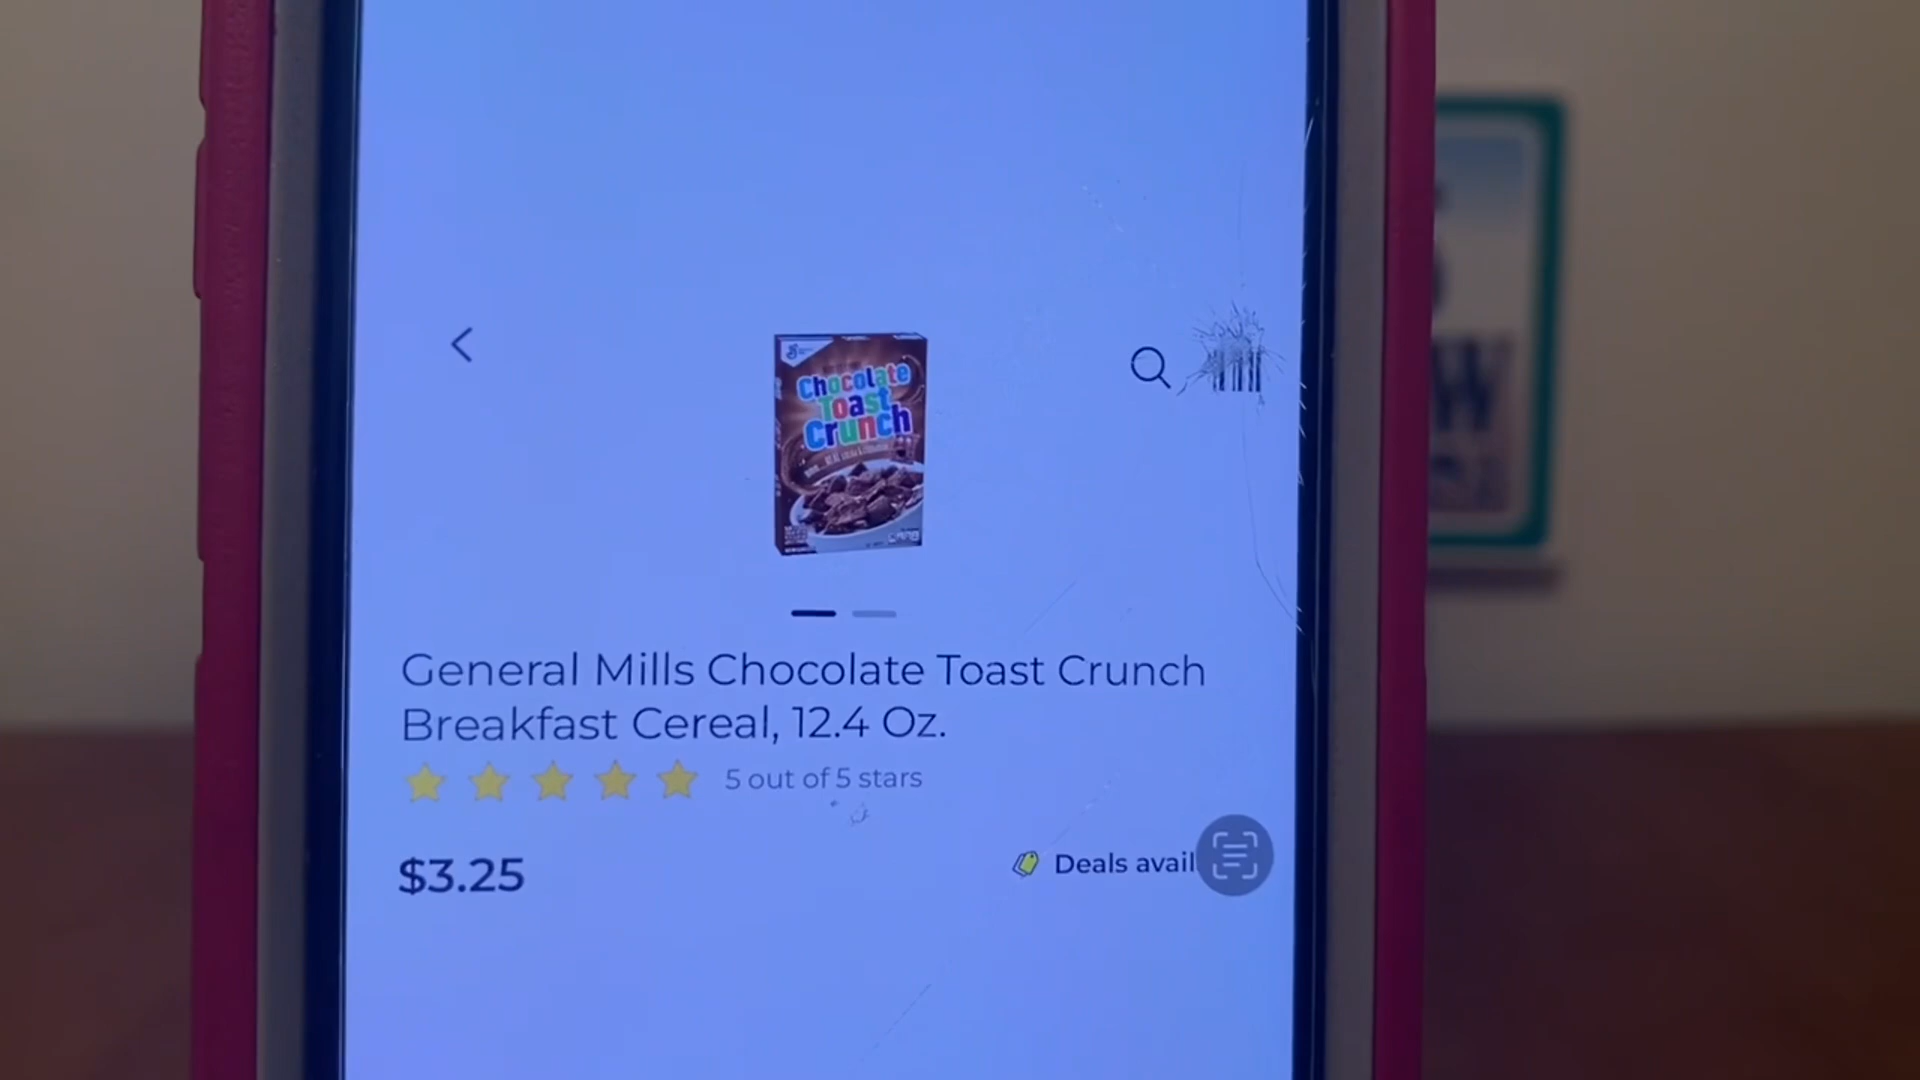 Chocolate
Toast
Crunch
General Mills Chocolate Toast Crunch
Breakfast Cereal, 12.4 Oz.
5 out of 5 stars
$3.25
Deals avail